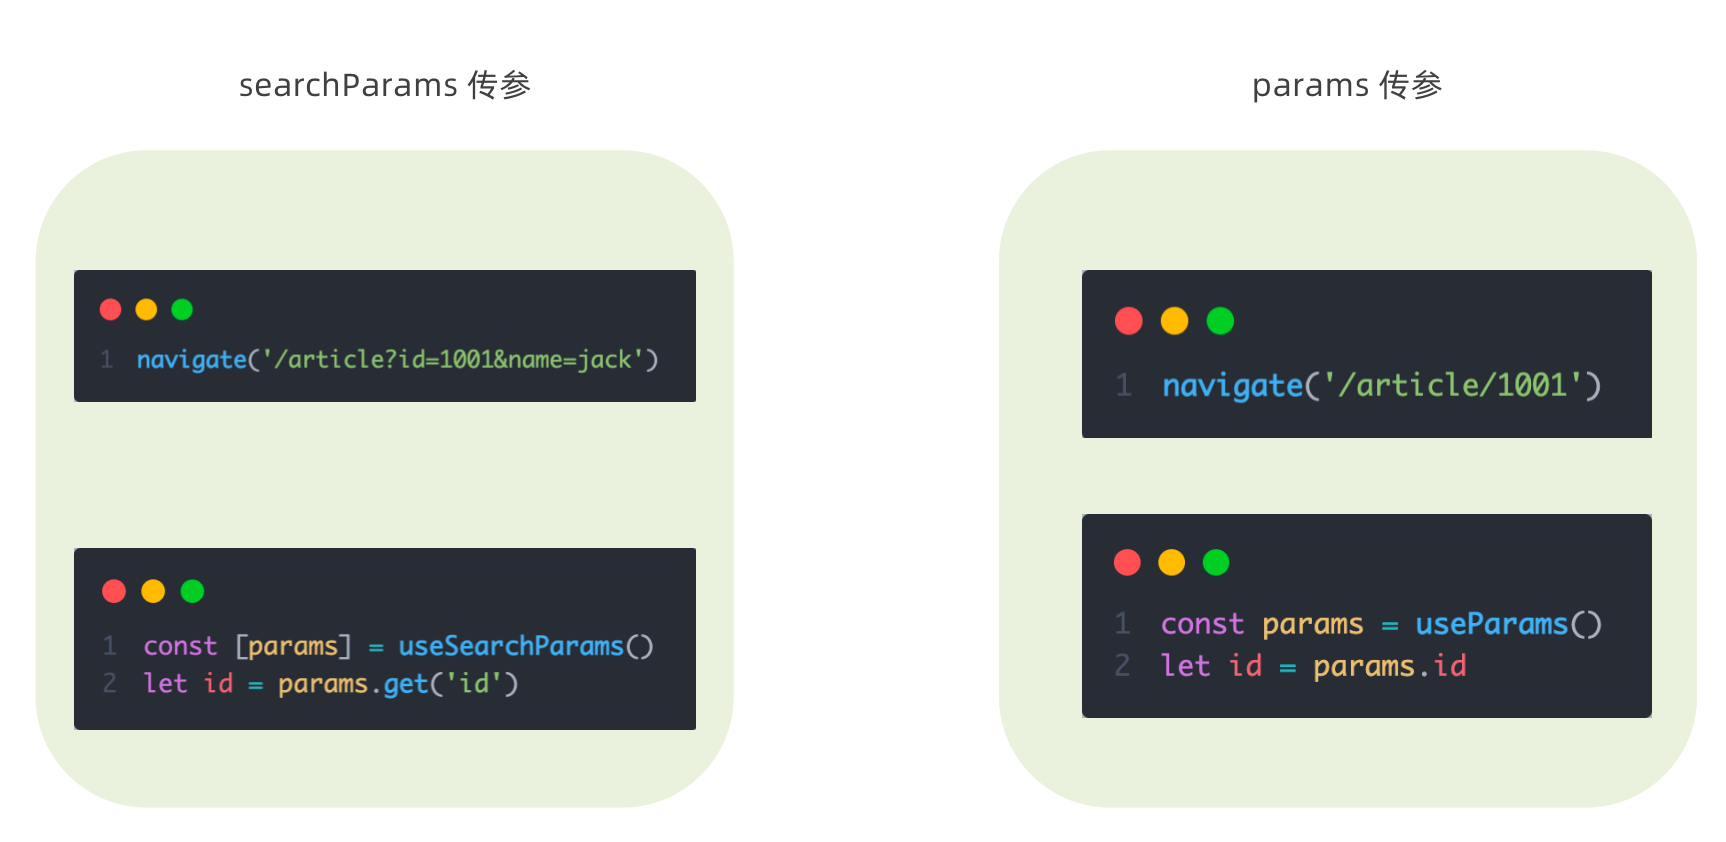 searchParams 传参
1 navigate('/article?id=1001&name=jack')
1 const [params] = useSearchParams()
2 let id = params.get('id')
params 传参
1 navigate('/article/1001')
1 const params = useParams()
2 let id = params.id